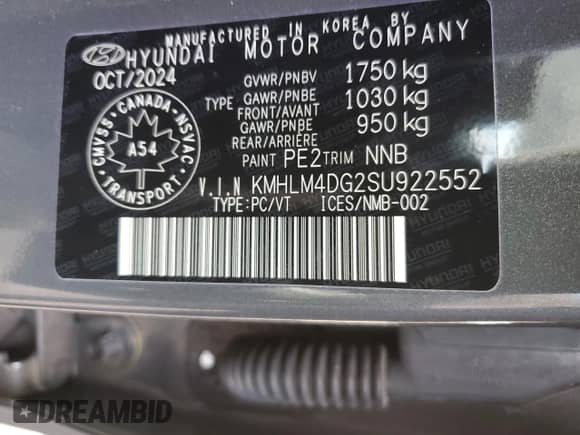 MANUFACTURED IN KOREA BY
HYUNDAI MOTOR COMPANY
OCT/2024
GVWR/PNBV 1750 kg
TYPE GAWR/PNBE FRONT/AVANT 1030 kg
GAWR/PNBE REAR/ARRIÈRE 950 kg
PAINT PE2 TRIM NNB
V.I.N KMHLM4DG2SU922552
TYPE:PC/VT ICES/NMB-002
CMVSS · CANADA · NSVAC
A54
TRANSPORT
DREAMBID